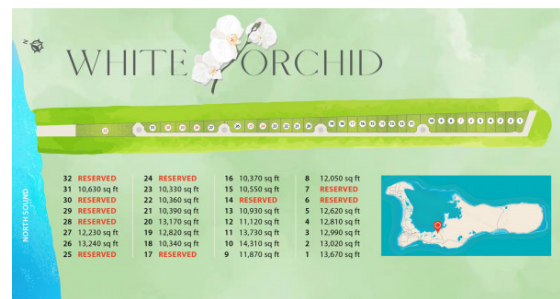 WHITE ORCHID
NORTH SOUND
32 RESERVED
31 10,630 sq ft
30 RESERVED
29 RESERVED
28 RESERVED
27 12,230 sq ft
26 13,240 sq ft
25 RESERVED
24 RESERVED
23 10,330 sq ft
22 10,360 sq ft
21 10,390 sq ft
20 13,170 sq ft
19 12,820 sq ft
18 10,340 sq ft
17 RESERVED
16 10,370 sq ft
15 10,550 sq ft
14 RESERVED
13 10,930 sq ft
12 11,120 sq ft
11 13,730 sq ft
10 14,310 sq ft
9 11,870 sq ft
8 12,050 sq ft
7 RESERVED
6 RESERVED
5 12,620 sq ft
4 12,810 sq ft
3 12,990 sq ft
2 13,020 sq ft
1 13,670 sq ft